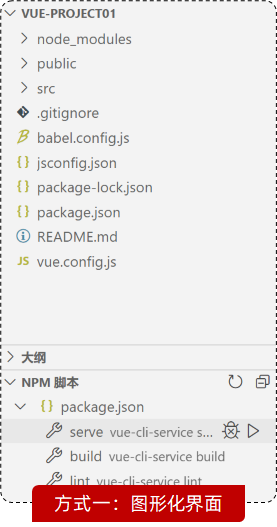 VUE-PROJECT01
node_modules
public
src
.gitignore
babel.config.js
jsconfig.json
package-lock.json
package.json
README.md
vue.config.js
大纲
NPM 脚本
package.json
serve vue-cli-service s...
build vue-cli-service build
lint vue-cli-service lint
方式一：图形化界面